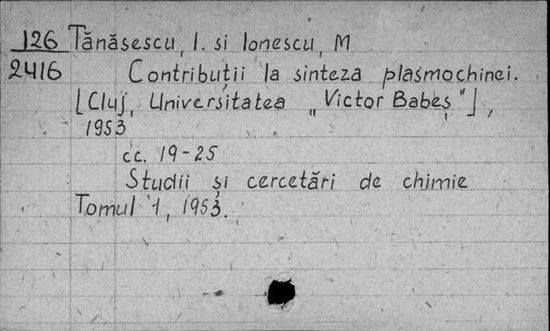 126 Tănăsescu, I. si Ionescu, M
2416 Contribuții la sinteza plasmochinei.
[Cluj, Universitatea „Victor Babeș"],
1953
cc. 19-25
Studii și cercetări de chimie
Tomul 1, 1953.